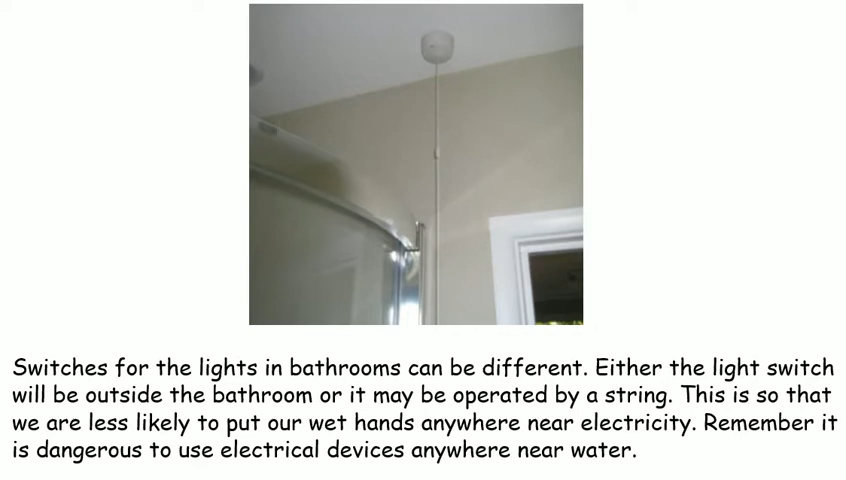 Switches for the lights in bathrooms can be different. Either the light switch
will be outside the bathroom or it may be operated by a string. This is so that
we are less likely to put our wet hands anywhere near electricity. Remember it
is dangerous to use electrical devices anywhere near water.